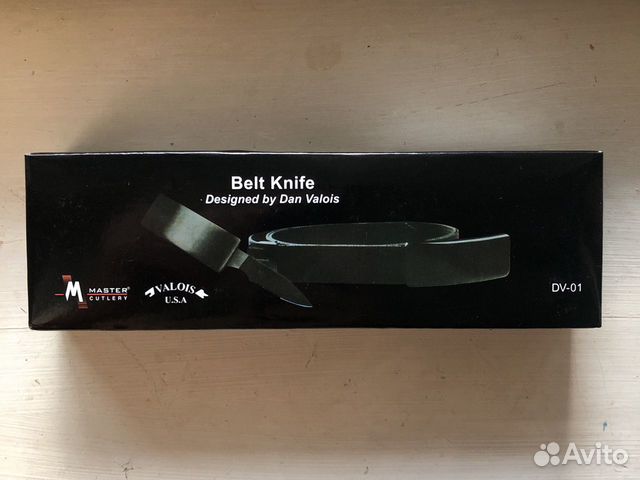 Belt Knife
Designed by Dan Valois
M MASTER®
CUTLERY
VALOIS
U.S.A
DV-01
Avito